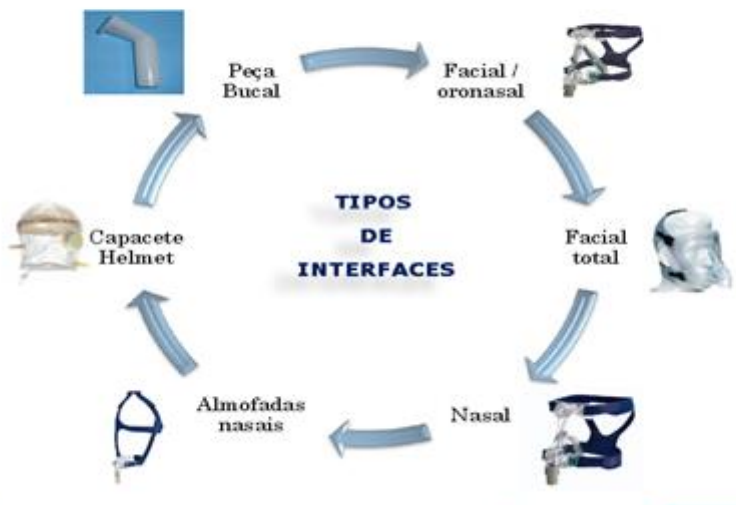 Peça
Bucal
Facial /
oronasal
TIPOS
DE
INTERFACES
Capacete
Helmet
Facial
total
Almofadas
nasais
Nasal